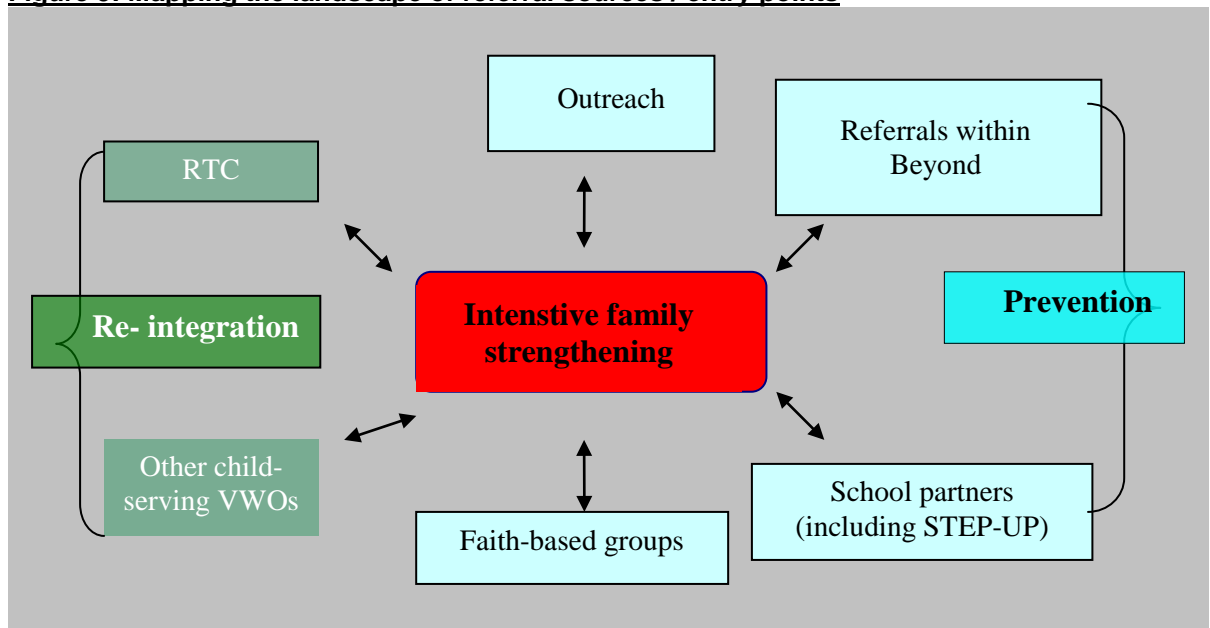 Outreach
Referrals within
Beyond
RTC
Re- integration
Intenstive family
strengthening
Prevention
Other child-
serving VWOs
Faith-based groups
School partners
(including STEP-UP)